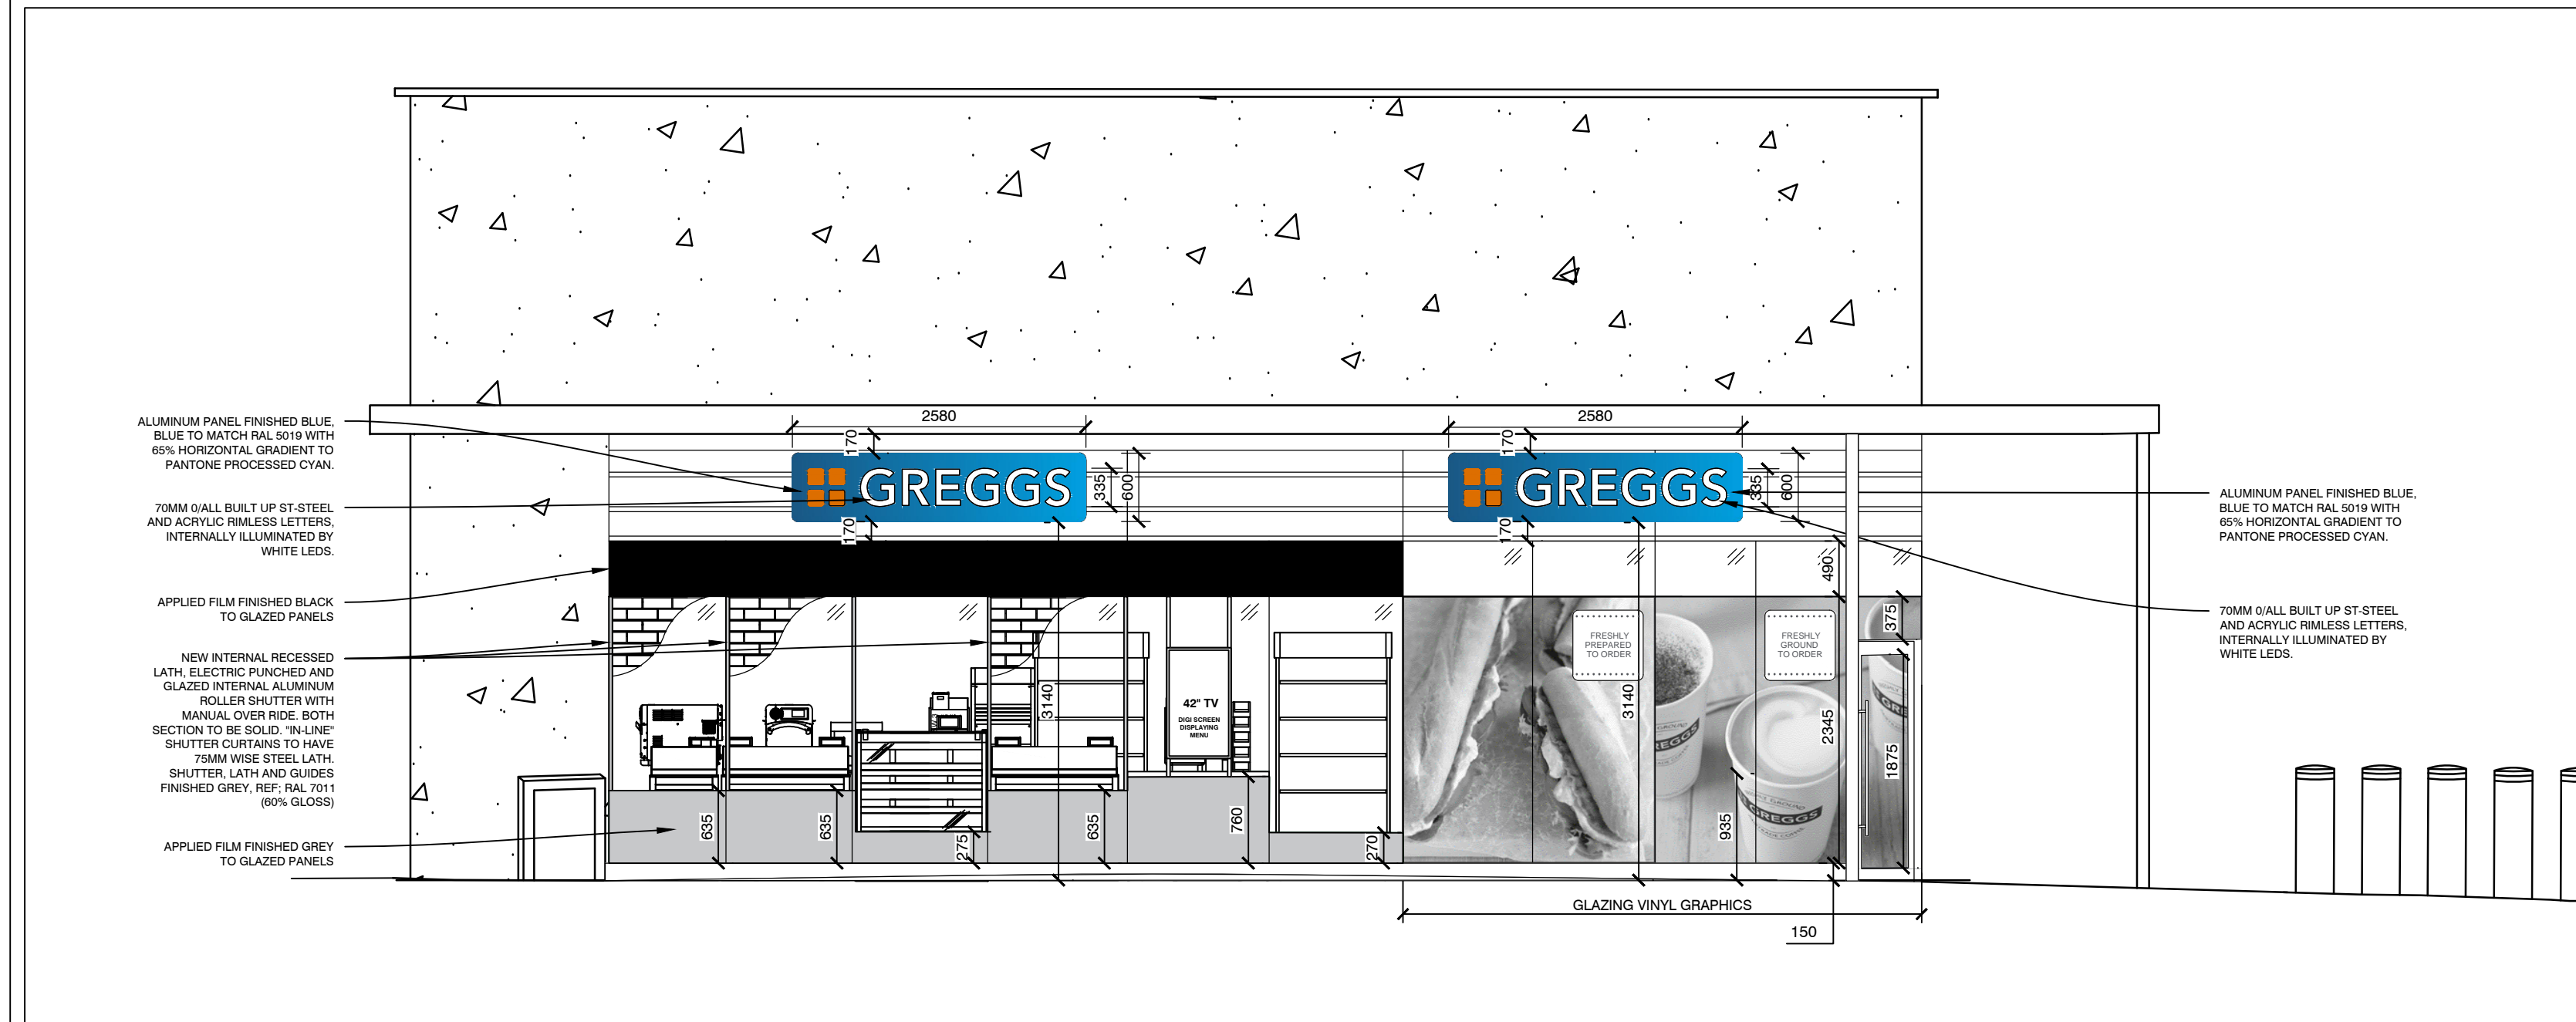 2580
2580
170
170
GREGGS
GREGGS
335
600
335
600
170
170
ALUMINUM PANEL FINISHED BLUE,
BLUE TO MATCH RAL 5019 WITH
65% HORIZONTAL GRADIENT TO
PANTONE PROCESSED CYAN.
70MM 0/ALL BUILT UP ST-STEEL
AND ACRYLIC RIMLESS LETTERS,
INTERNALLY ILLUMINATED BY
WHITE LEDS.
APPLIED FILM FINISHED BLACK
TO GLAZED PANELS
NEW INTERNAL RECESSED
LATH, ELECTRIC PUNCHED AND
GLAZED INTERNAL ALUMINUM
ROLLER SHUTTER WITH
MANUAL OVER RIDE. BOTH
SECTION TO BE SOLID. "IN-LINE"
SHUTTER CURTAINS TO HAVE
75MM WISE STEEL LATH.
SHUTTER, LATH AND GUIDES
FINISHED GREY, REF; RAL 7011
(60% GLOSS)
APPLIED FILM FINISHED GREY
TO GLAZED PANELS
ALUMINUM PANEL FINISHED BLUE,
BLUE TO MATCH RAL 5019 WITH
65% HORIZONTAL GRADIENT TO
PANTONE PROCESSED CYAN.
70MM 0/ALL BUILT UP ST-STEEL
AND ACRYLIC RIMLESS LETTERS,
INTERNALLY ILLUMINATED BY
WHITE LEDS.
490
375
FRESHLY
PREPARED
TO ORDER
FRESHLY
GROUND
TO ORDER
3140
42" TV
DIGI SCREEN
DISPLAYING
MENU
3140
2345
1875
GREGGS
635
635
275
635
760
270
935
GREGGS
GLAZING VINYL GRAPHICS
150